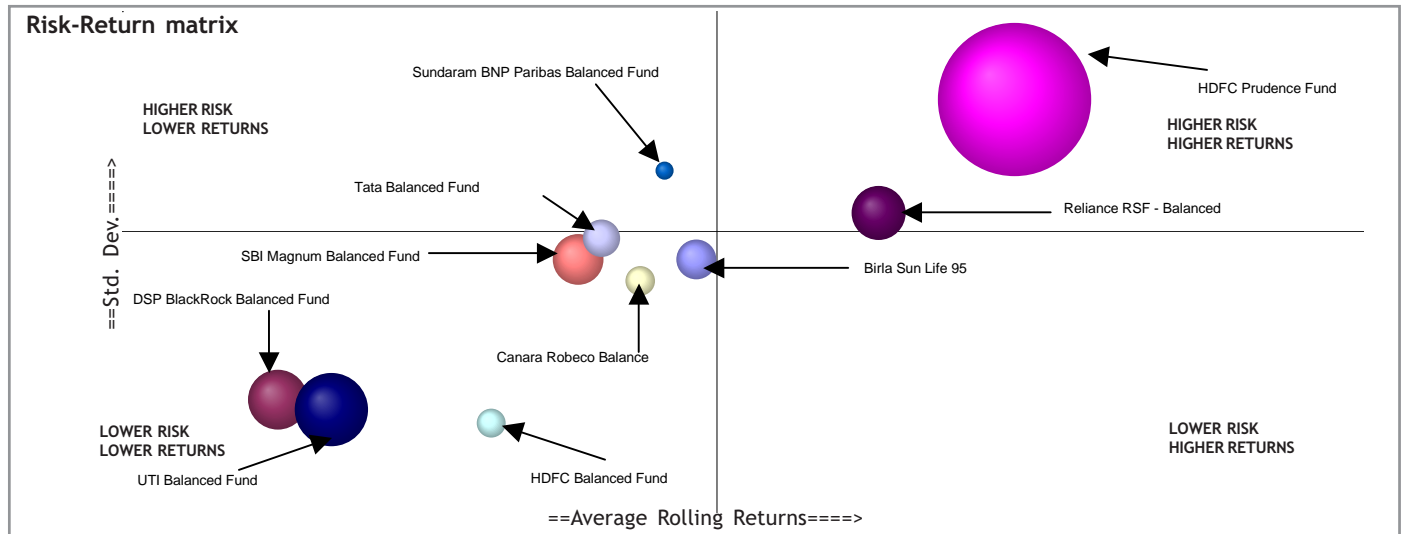 Risk-Return matrix
Sundaram BNP Paribas Balanced Fund
HDFC Prudence Fund
HIGHER RISK
LOWER RETURNS
HIGHER RISK
HIGHER RETURNS
Tata Balanced Fund
Reliance RSF - Balanced
SBI Magnum Balanced Fund
Birla Sun Life 95
==Std. Dev.====>
DSP BlackRock Balanced Fund
Canara Robeco Balance
LOWER RISK
LOWER RETURNS
LOWER RISK
HIGHER RETURNS
UTI Balanced Fund
HDFC Balanced Fund
==Average Rolling Returns====>